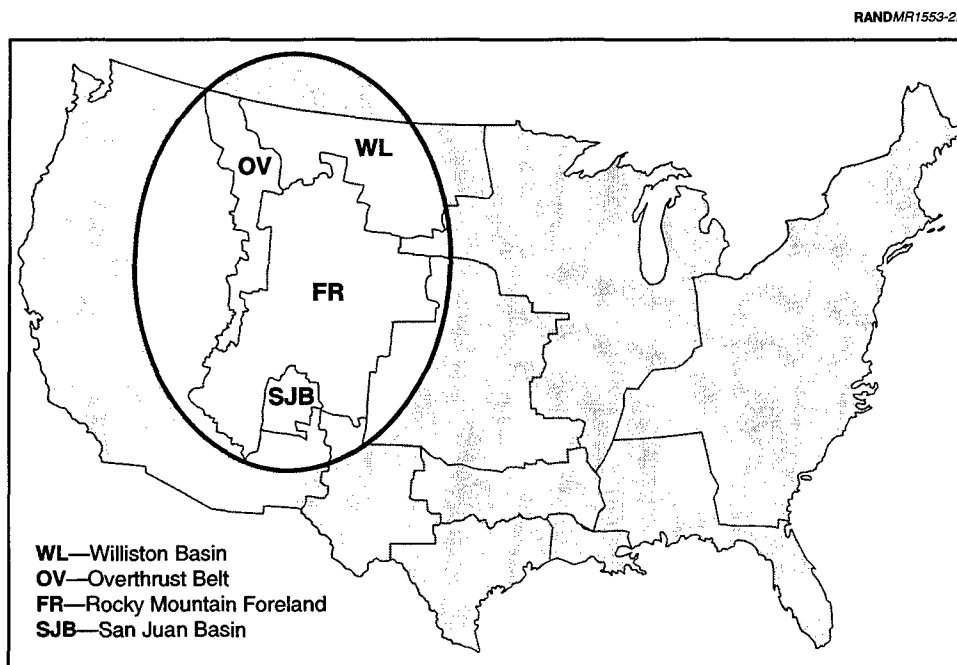 RANDMR1553-2.
WL
OV
FR
SJB
WL—Williston Basin
OV—Overthrust Belt
FR—Rocky Mountain Foreland
SJB—San Juan Basin